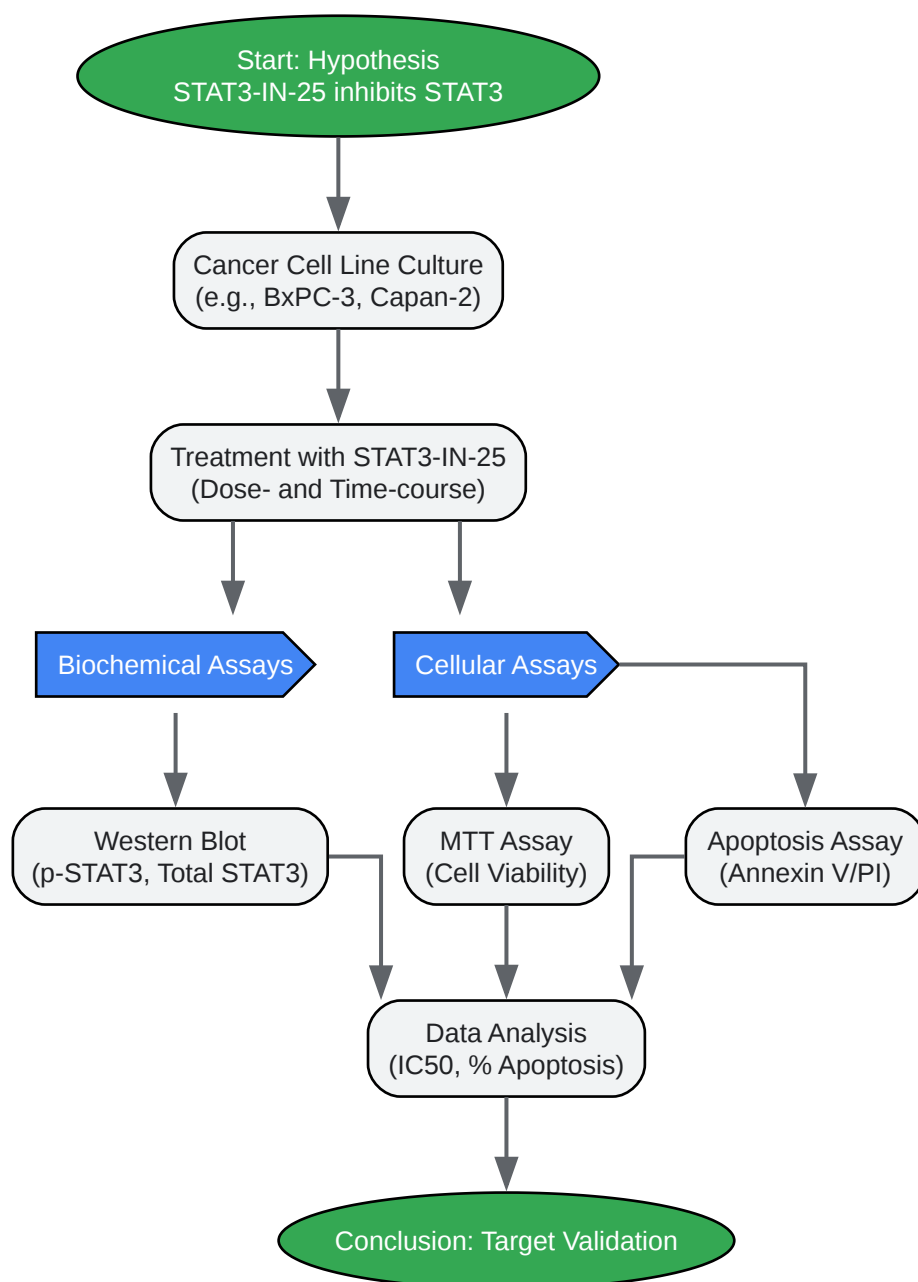 Start: Hypothesis
STAT3-IN-25 inhibits STAT3
Cancer Cell Line Culture
(e.g., BxPC-3, Capan-2)
Treatment with STAT3-IN-25
(Dose- and Time-course)
Biochemical Assays
Cellular Assays
Western Blot
(p-STAT3, Total STAT3)
MTT Assay
(Cell Viability)
Apoptosis Assay
(Annexin V/PI)
Data Analysis
(IC50, % Apoptosis)
Conclusion: Target Validation